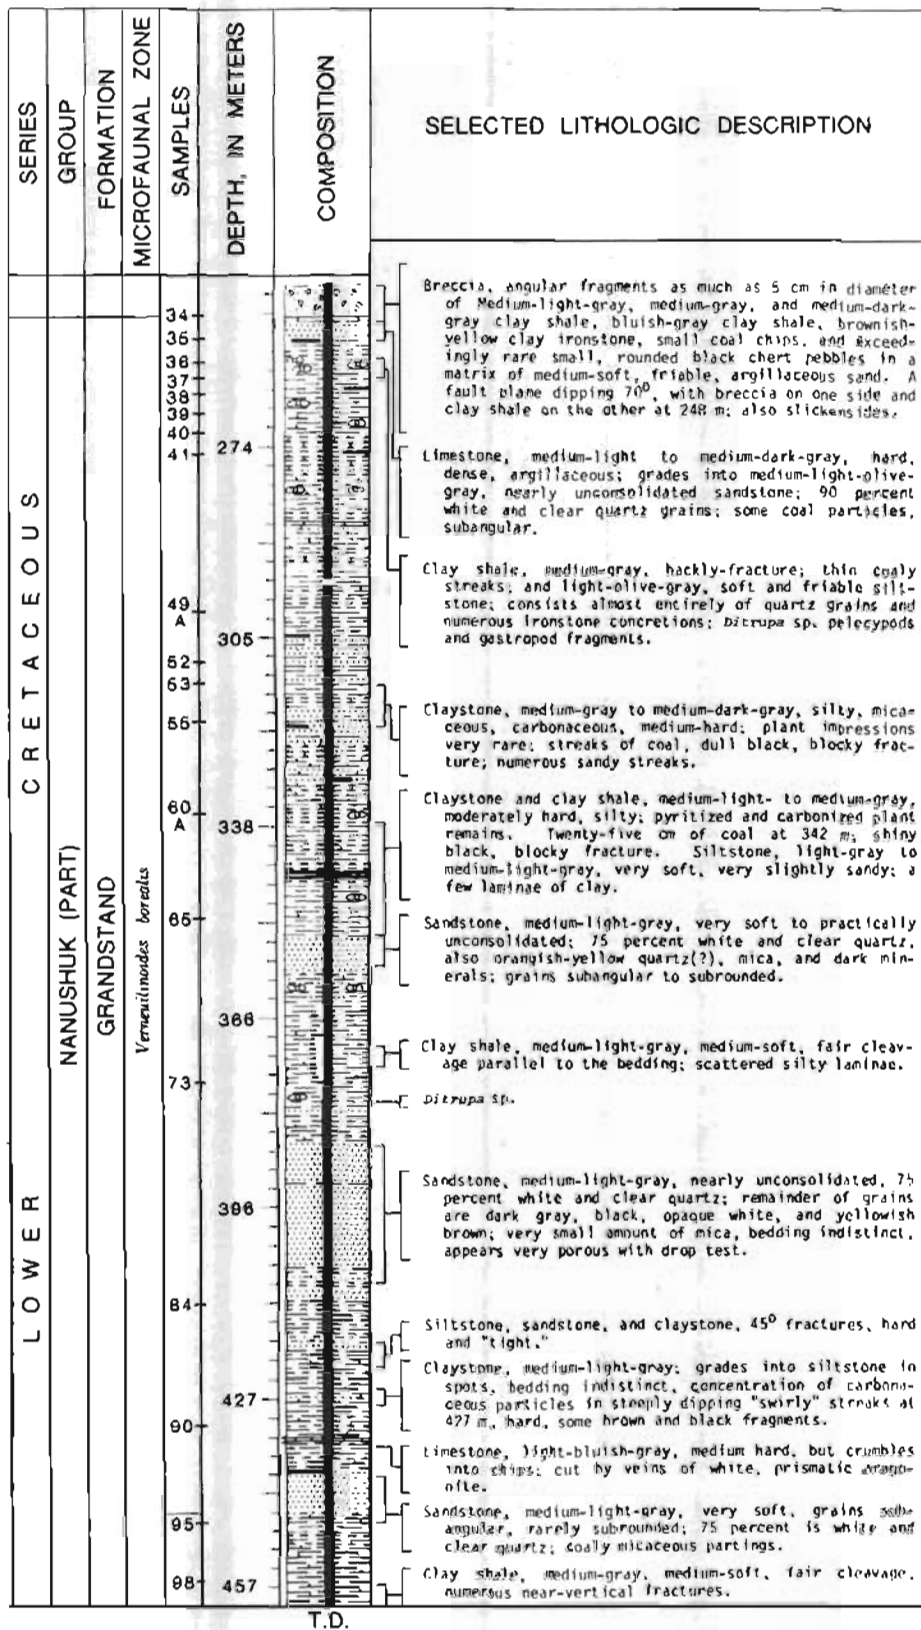 SERIES
GROUP
FORMATION
MICROFAUNAL ZONE
SAMPLES
DEPTH, IN METERS
COMPOSITION
SELECTED LITHOLOGIC DESCRIPTION
LOWER CRETACEOUS
NANUSHUK (PART)
GRANDSTAND
Verneuilinoides borealis
34
35
36
37
38
39
40
41
49
A
52
53
56
60
A
65
73
84
90
95
98
274
305
338
366
396
427
457
Breccia, angular fragments as much as 5 cm in diameter
of Medium-light-gray, medium-gray, and medium-dark-
gray clay shale, bluish-gray clay shale, brownish-
yellow clay ironstone, small coal chips, and exceed-
ingly rare small, rounded black chert pebbles in a
matrix of medium-soft, friable, argillaceous sand. A
fault plane dipping 70⁰, with breccia on one side and
clay shale on the other at 248 m; also slickensides.
Limestone, medium-light to medium-dark-gray, hard,
dense, argillaceous; grades into medium-light-olive-
gray, nearly unconsolidated sandstone; 90 percent
white and clear quartz grains; some coal particles,
subangular.
Clay shale, medium-gray, hackly-fracture; thin coaly
streaks; and light-olive-gray, soft and friable silt-
stone; consists almost entirely of quartz grains and
numerous ironstone concretions; Ditrupa sp. pelecypods
and gastropod fragments.
Claystone, medium-gray to medium-dark-gray, silty, mica-
ceous, carbonaceous, medium-hard; plant impressions
very rare; streaks of coal, dull black, blocky frac-
ture; numerous sandy streaks.
Claystone and clay shale, medium-light- to medium-gray,
moderately hard, silty; pyritized and carbonized plant
remains. Twenty-five cm of coal at 342 m; shiny
black, blocky fracture. Siltstone, light-gray to
medium-light-gray, very soft, very slightly sandy; a
few laminae of clay.
Sandstone, medium-light-gray, very soft to practically
unconsolidated; 75 percent white and clear quartz,
also orangish-yellow quartz(?), mica, and dark min-
erals; grains subangular to subrounded.
Clay shale, medium-light-gray, medium-soft, fair cleav-
age parallel to the bedding; scattered silty laminae.
Ditrupa sp.
Sandstone, medium-light-gray, nearly unconsolidated, 75
percent white and clear quartz; remainder of grains
are dark gray, black, opaque white, and yellowish
brown; very small amount of mica, bedding indistinct,
appears very porous with drop test.
Siltstone, sandstone, and claystone, 45⁰ fractures, hard
and "tight."
Claystone, medium-light-gray; grades into siltstone in
spots, bedding indistinct, concentration of carbona-
ceous particles in steeply dipping "swirly" streaks at
427 m, hard, some brown and black fragments.
Limestone, light-bluish-gray, medium hard, but crumbles
into chips; cut by veins of white, prismatic arago-
nite.
Sandstone, medium-light-gray, very soft, grains sub-
angular, rarely subrounded; 75 percent is white and
clear quartz; coaly micaceous partings.
Clay shale, medium-gray, medium-soft, fair cleavage,
numerous near-vertical fractures.
T.D.